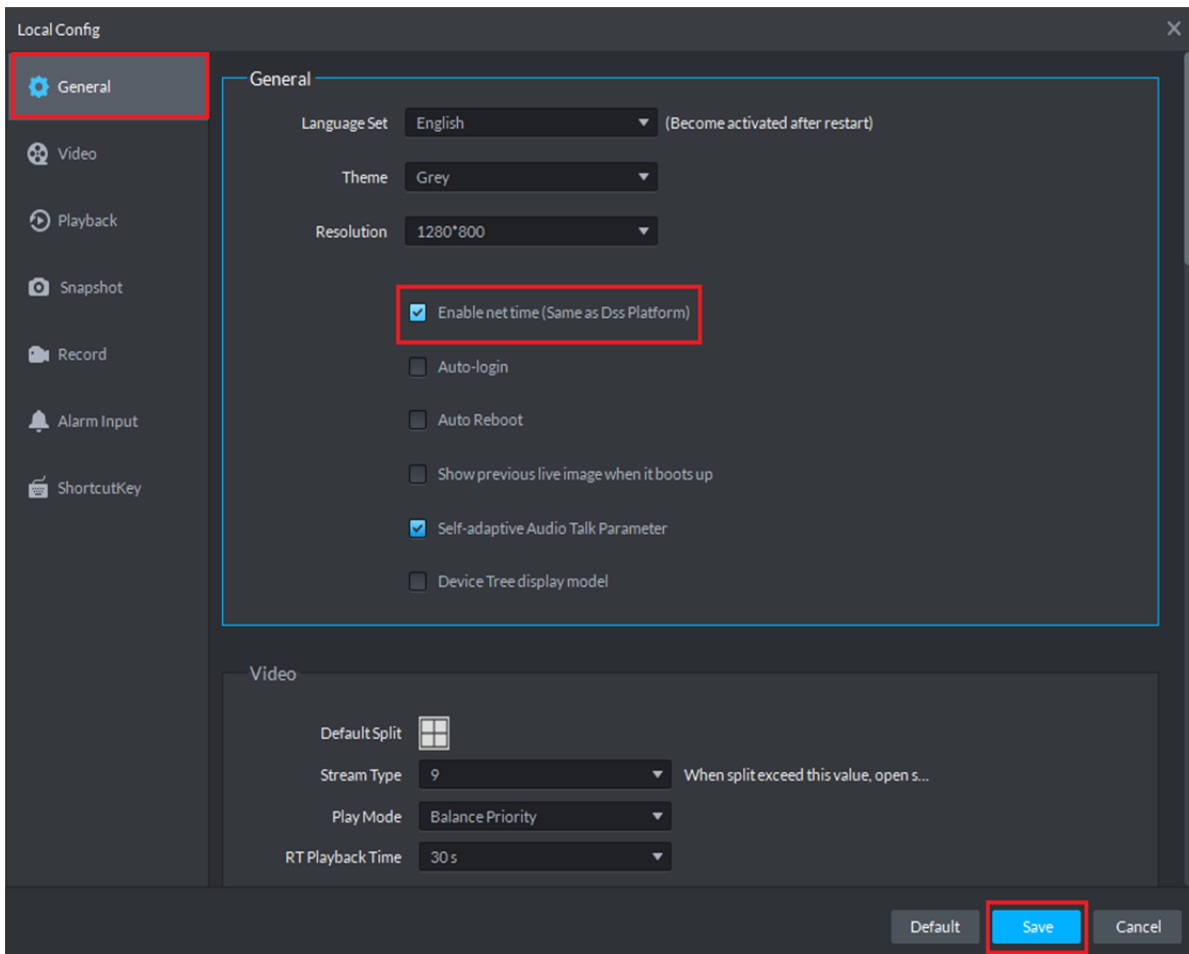 Local Config
General
Video
Playback
Snapshot
Record
Alarm Input
ShortcutKey
General
Language Set English (Become activated after restart)
Theme Grey
Resolution 1280*800
Enable net time (Same as Dss Platform)
Auto-login
Auto Reboot
Show previous live image when it boots up
Self-adaptive Audio Talk Parameter
Device Tree display model
Video
Default Split
Stream Type 9 When split exceed this value, open s...
Play Mode Balance Priority
RT Playback Time 30 s
Default Save Cancel